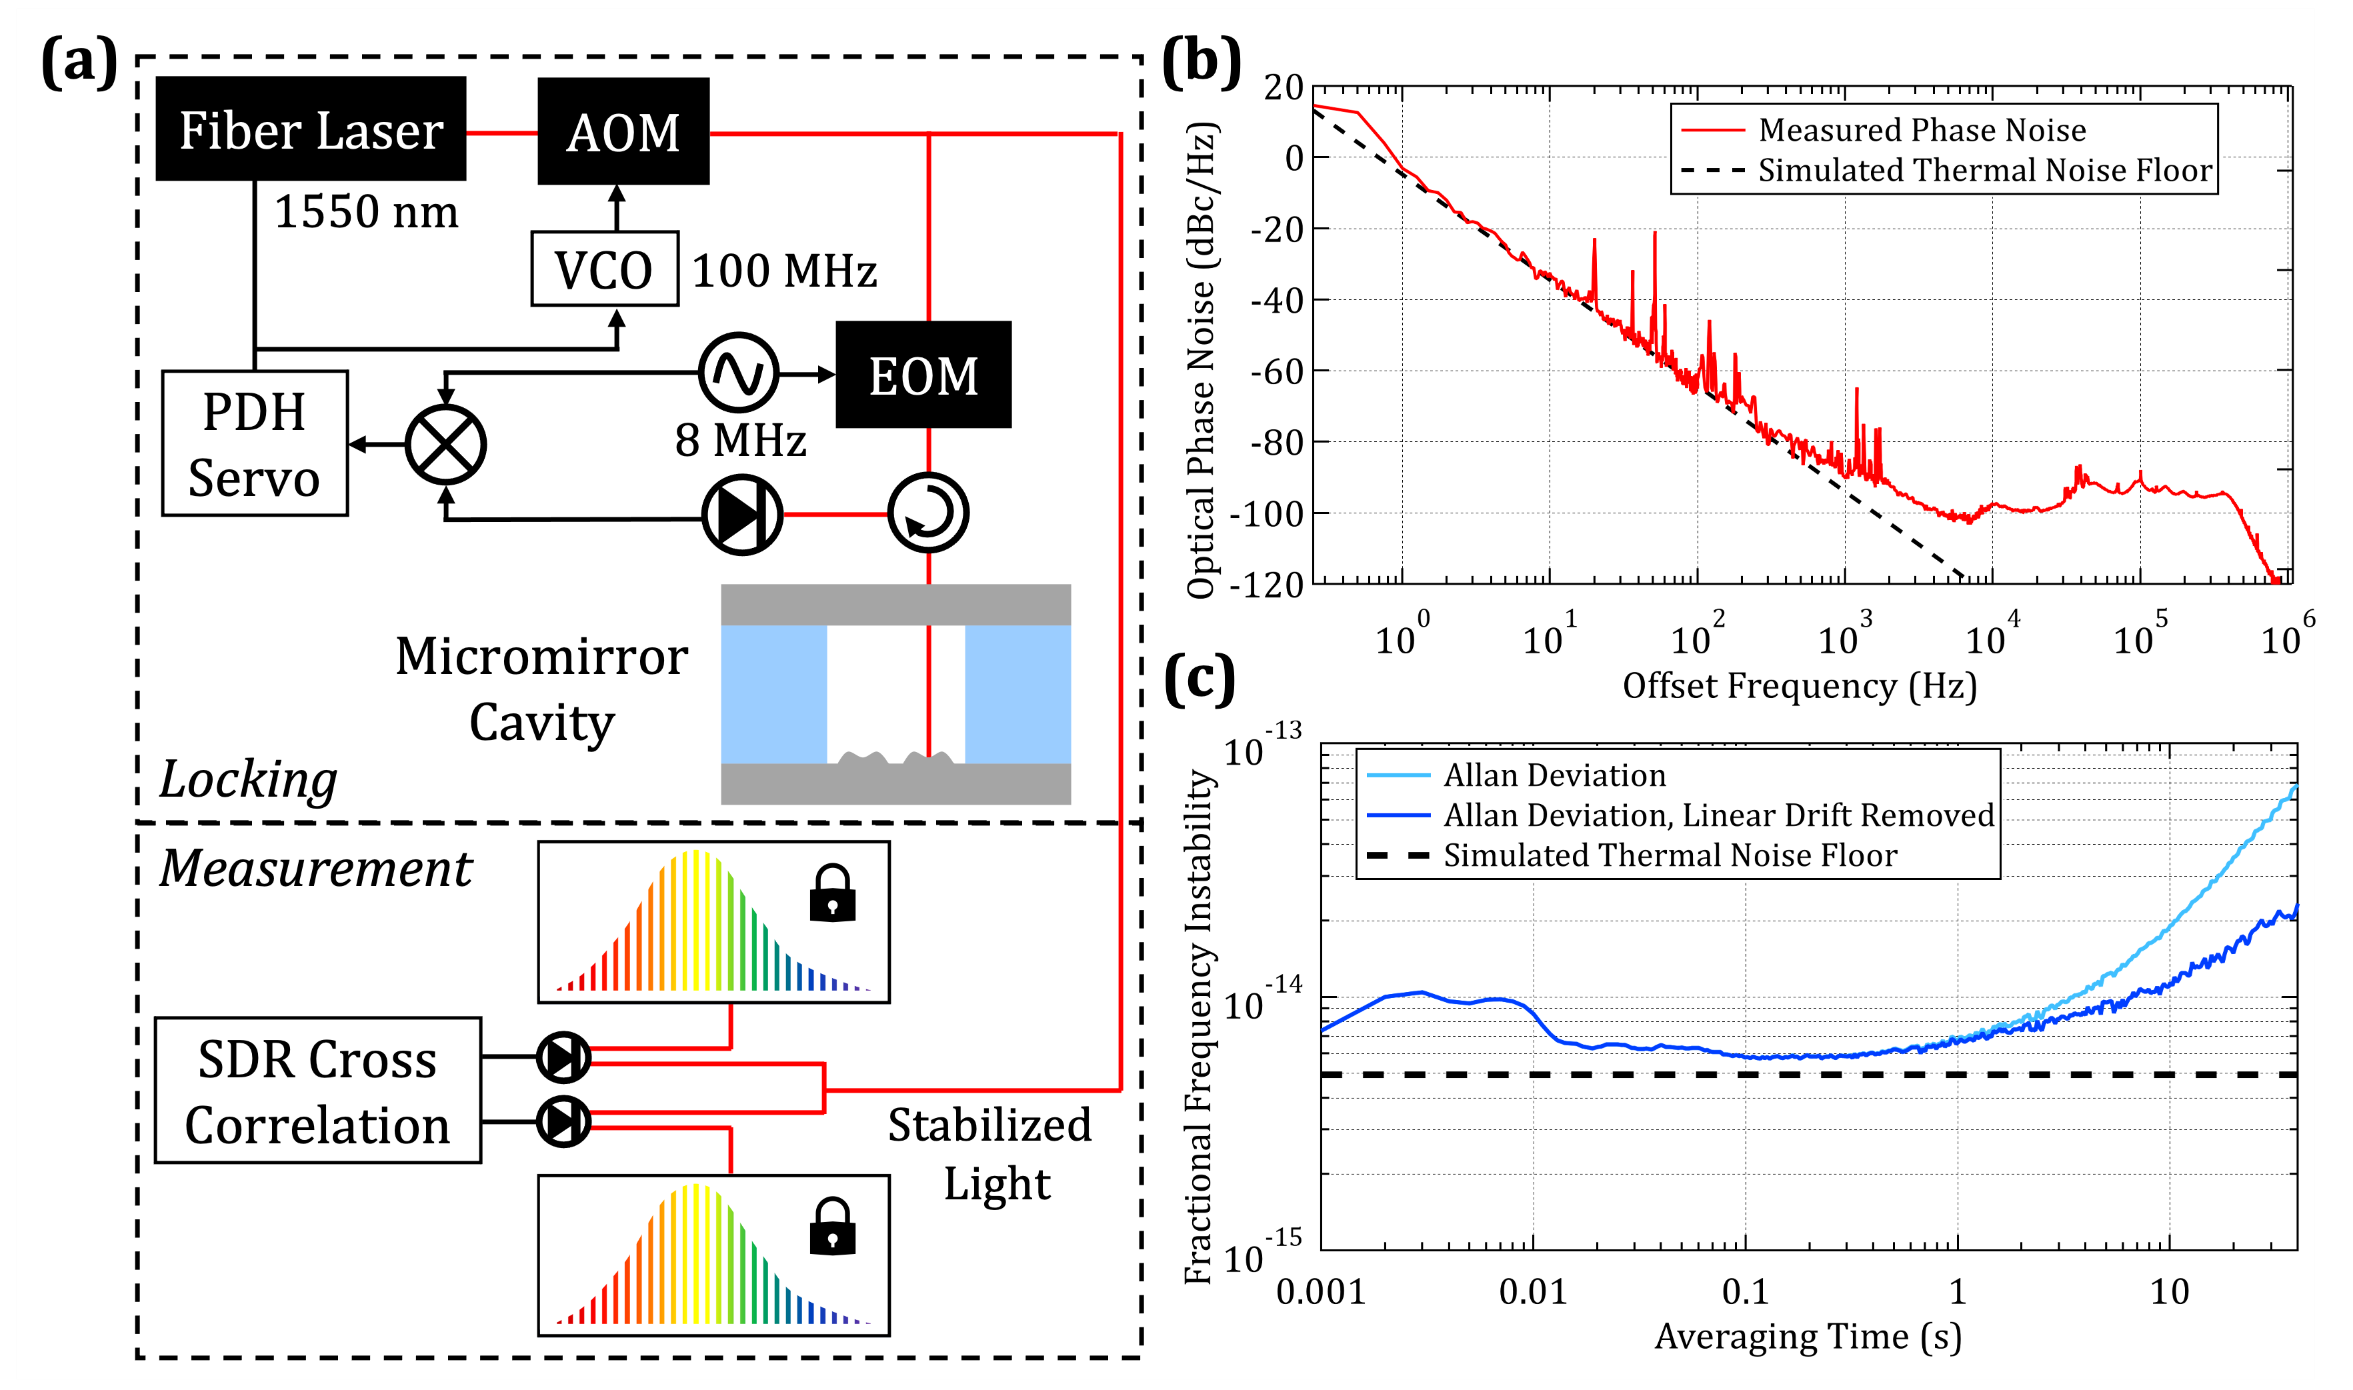 (a)
Fiber Laser
AOM
1550 nm
VCO
100 MHz
PDH
Servo
EOM
8 MHz
Micromirror
Cavity
Locking
Measurement
SDR Cross
Correlation
Stabilized
Light
(b)
Optical Phase Noise (dBc/Hz)
20
0
-20
-40
-60
-80
-100
-120
Measured Phase Noise
Simulated Thermal Noise Floor
10^0
10^1
10^2
10^3
10^4
10^5
10^6
Offset Frequency (Hz)
(c)
Fractional Frequency Instability
10^-13
10^-14
10^-15
Allan Deviation
Allan Deviation, Linear Drift Removed
Simulated Thermal Noise Floor
0.001
0.01
0.1
1
10
Averaging Time (s)